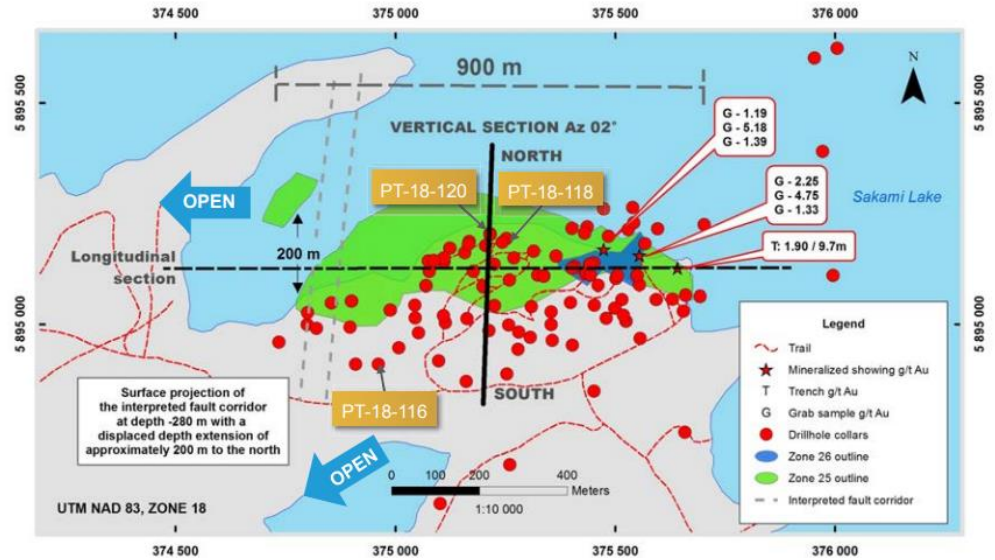 374 500
375 000
375 500
376 000
5 895 500
5 895 500
900 m
N
VERTICAL SECTION Az 02°
NORTH
G - 1.19
G - 5.18
G - 1.39
PT-18-120
PT-18-118
G - 2.25
G - 4.75
G - 1.33
OPEN
Sakami Lake
200 m
T: 1.90 / 9.7m
Longitudinal
section
5 895 000
5 895 000
Legend
Trail
Mineralized showing g/t Au
T Trench g/t Au
G Grab sample g/t Au
Drillhole collars
Zone 26 outline
Zone 25 outline
Interpreted fault corridor
Surface projection of
the interpreted fault corridor
at depth -280 m with a
displaced depth extension of
approximately 200 m to the north
SOUTH
PT-18-116
OPEN
0 100 200 400
Meters
1:10 000
UTM NAD 83, ZONE 18
374 500
375 000
375 500
376 000